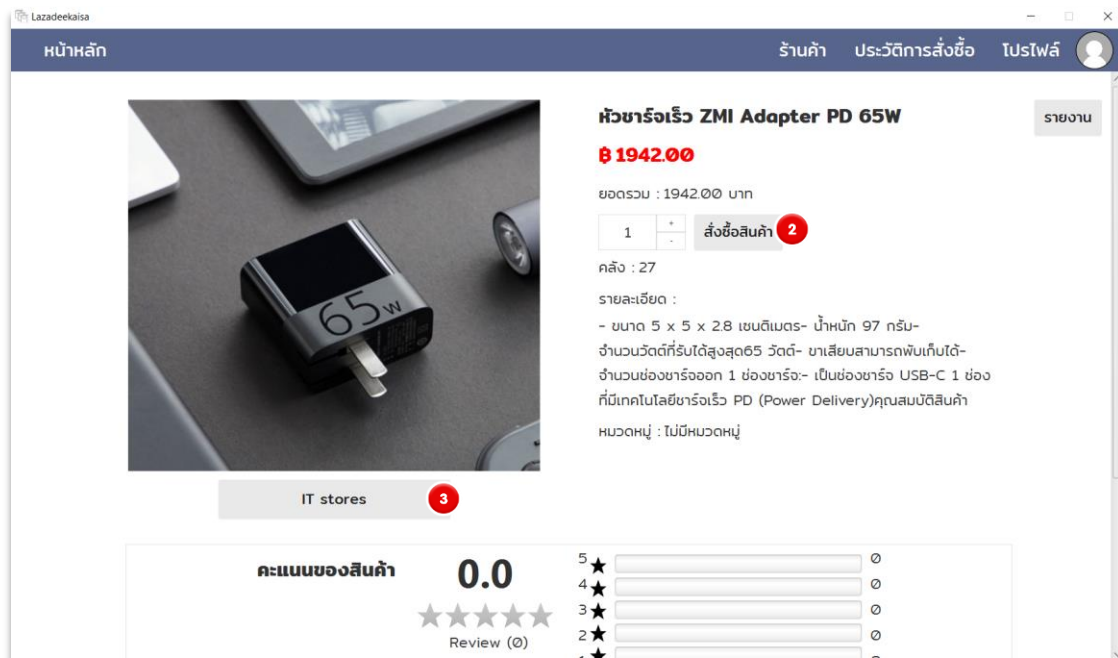 Lazadeekaisa
หน้าหลัก
ร้านค้า ประวัติการสั่งซื้อ โปรไฟล์
หัวชาร์จเร็ว ZMI Adapter PD 65W
รายงาน
฿ 1942.00
ยอดรวม : 1942.00 บาท
1 + - สั่งซื้อสินค้า 2
คลัง : 27
รายละเอียด :
- ขนาด 5 x 5 x 2.8 เซนติเมตร- น้ำหนัก 97 กรัม-
จำนวนวัตต์ที่รับได้สูงสุด65 วัตต์- ขาเสียบสามารถพับเก็บได้-
จำนวนช่องชาร์จออก 1 ช่องชาร์จ:- เป็นช่องชาร์จ USB-C 1 ช่อง
ที่มีเทคโนโลยีชาร์จเร็ว PD (Power Delivery)คุณสมบัติสินค้า
หมวดหมู่ : ไม่มีหมวดหมู่
65W
IT stores 3
คะแนนของสินค้า 0.0
Review (0)
5 ★ 0
4 ★ 0
3 ★ 0
2 ★ 0